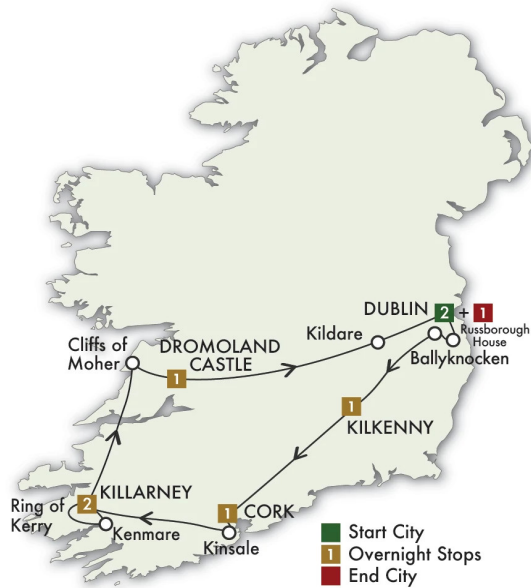 DUBLIN 2 + 1
Russborough
House
Kildare
Ballyknocken
Cliffs of
Moher
DROMOLAND
CASTLE
1
1
KILKENNY
Ring of
Kerry
2 KILLARNEY
Kenmare
1 CORK
Kinsale
Start City
1 Overnight Stops
End City